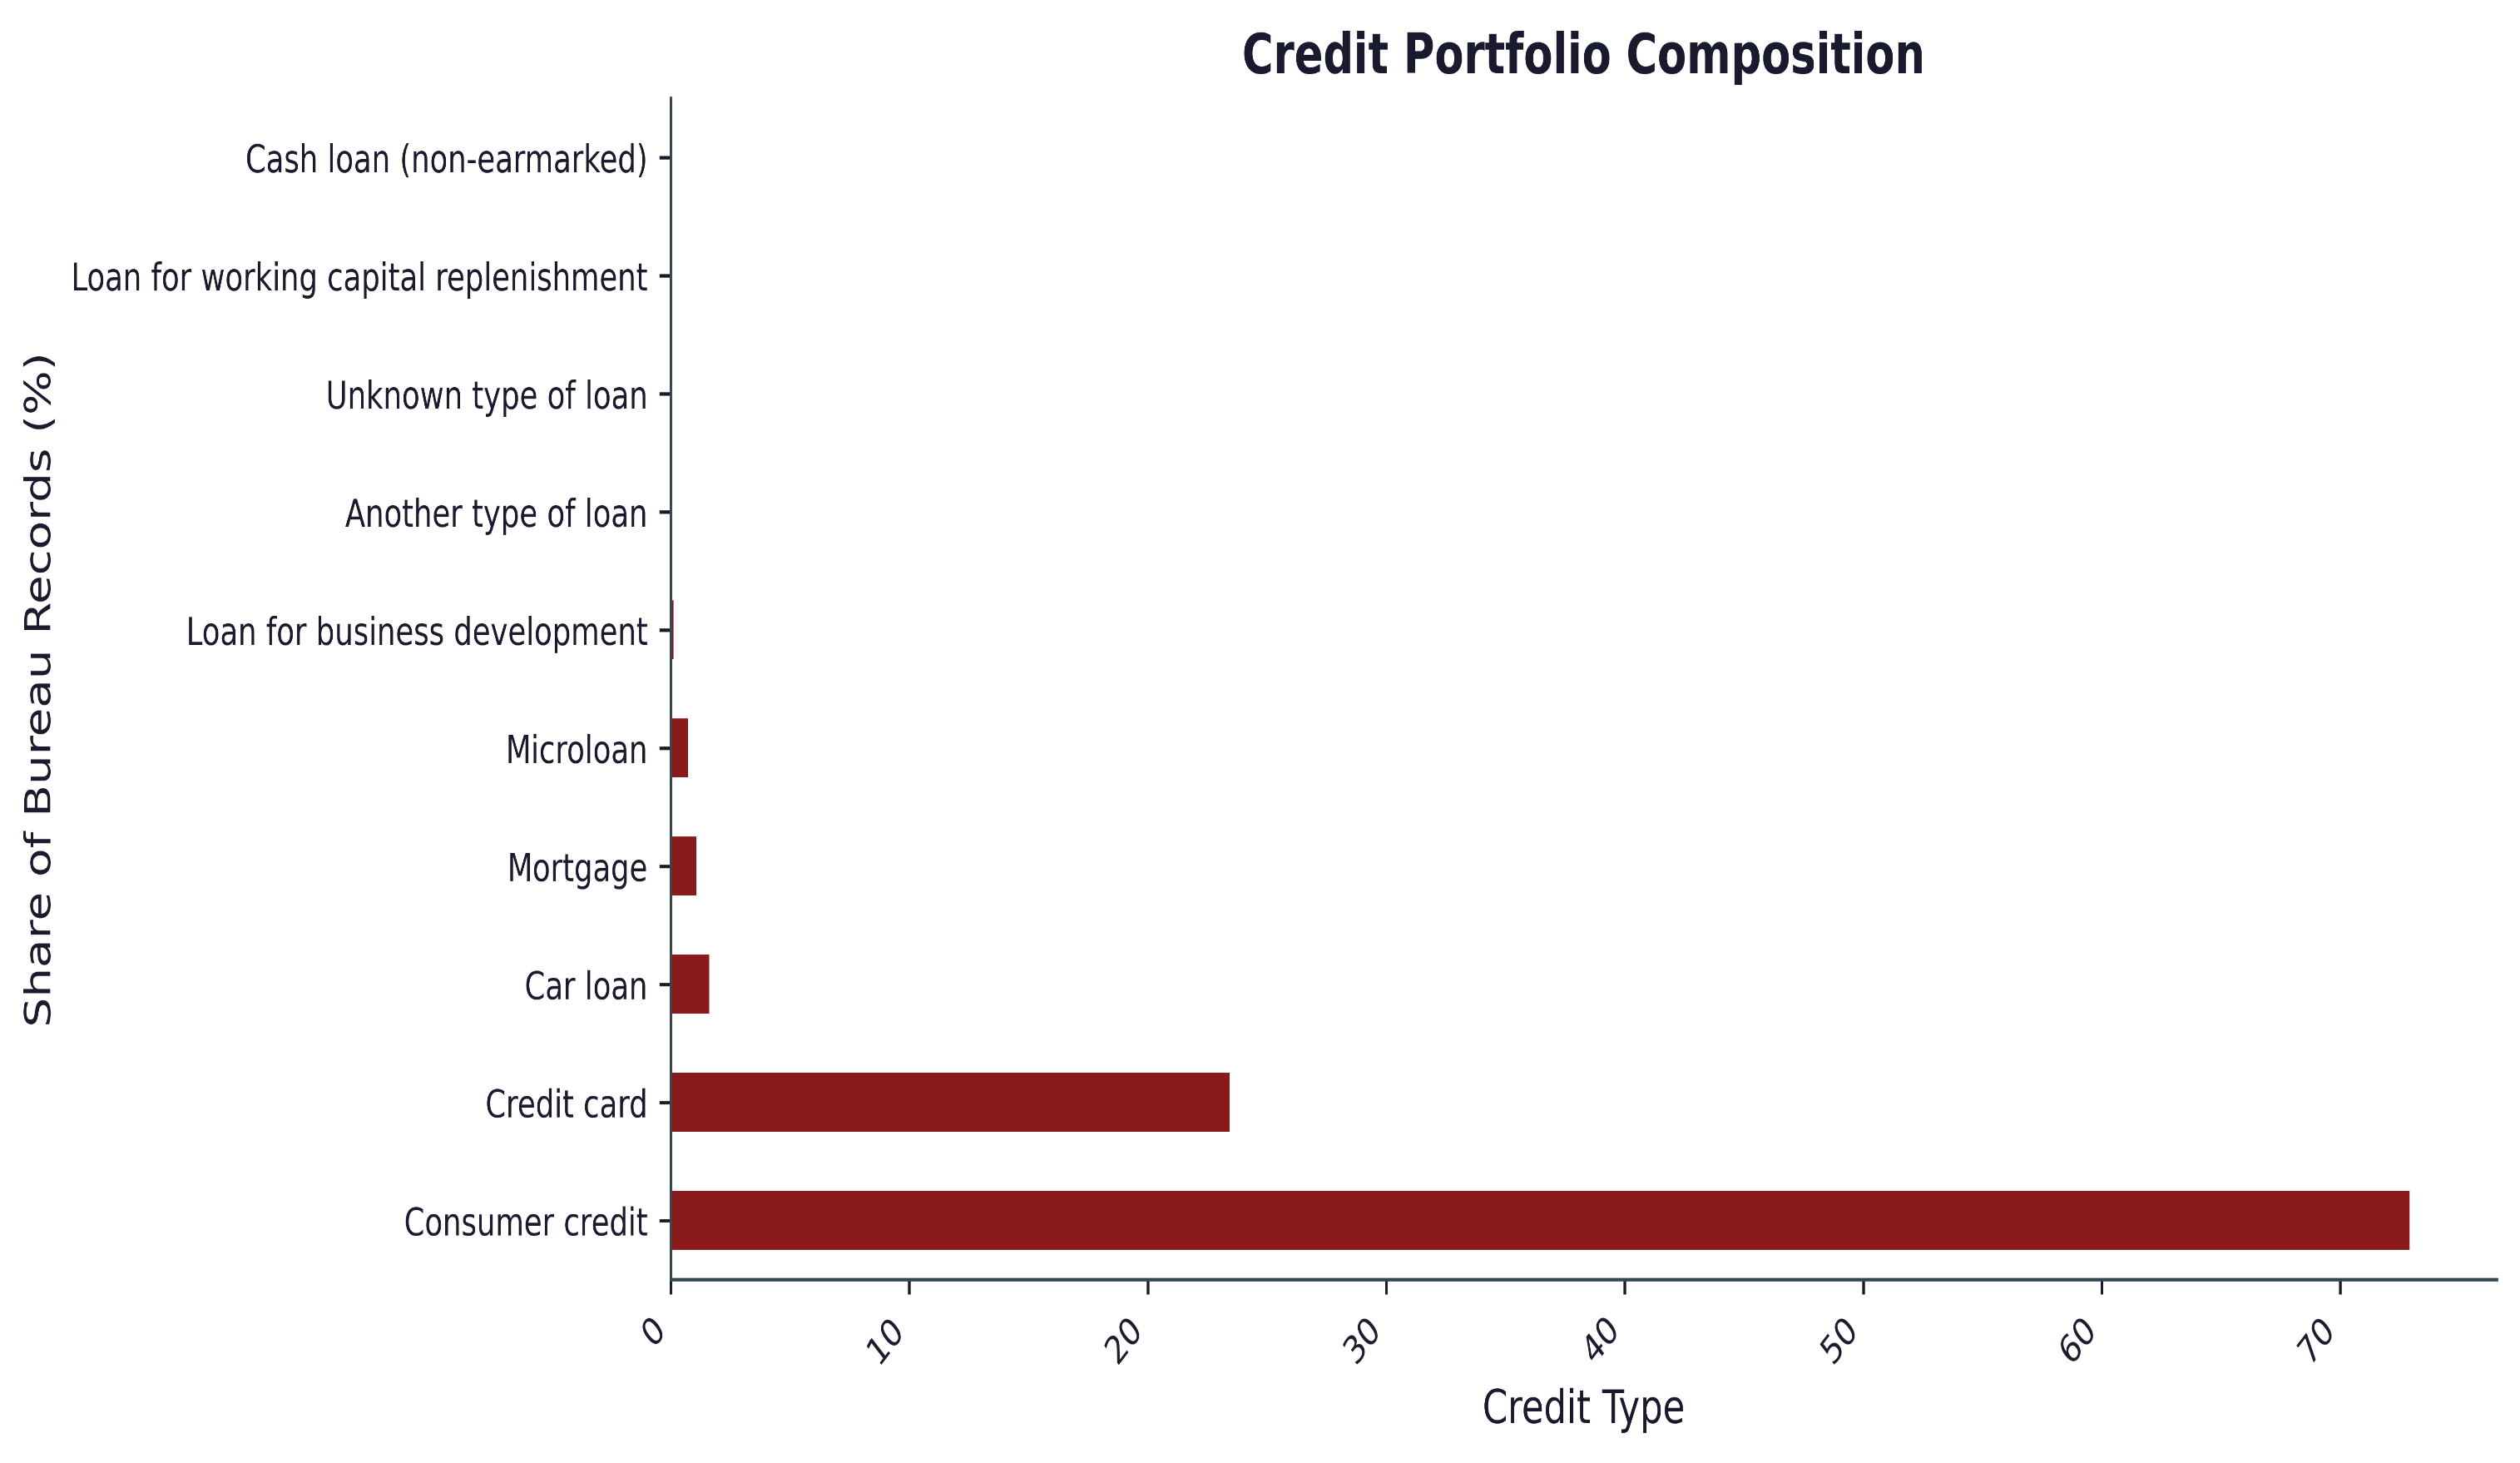 Credit Portfolio Composition
Share of Bureau Records (%)
Cash loan (non-earmarked)
Loan for working capital replenishment
Unknown type of loan
Another type of loan
Loan for business development
Microloan
Mortgage
Car loan
Credit card
Consumer credit
0 10 20 30 40 50 60 70
Credit Type